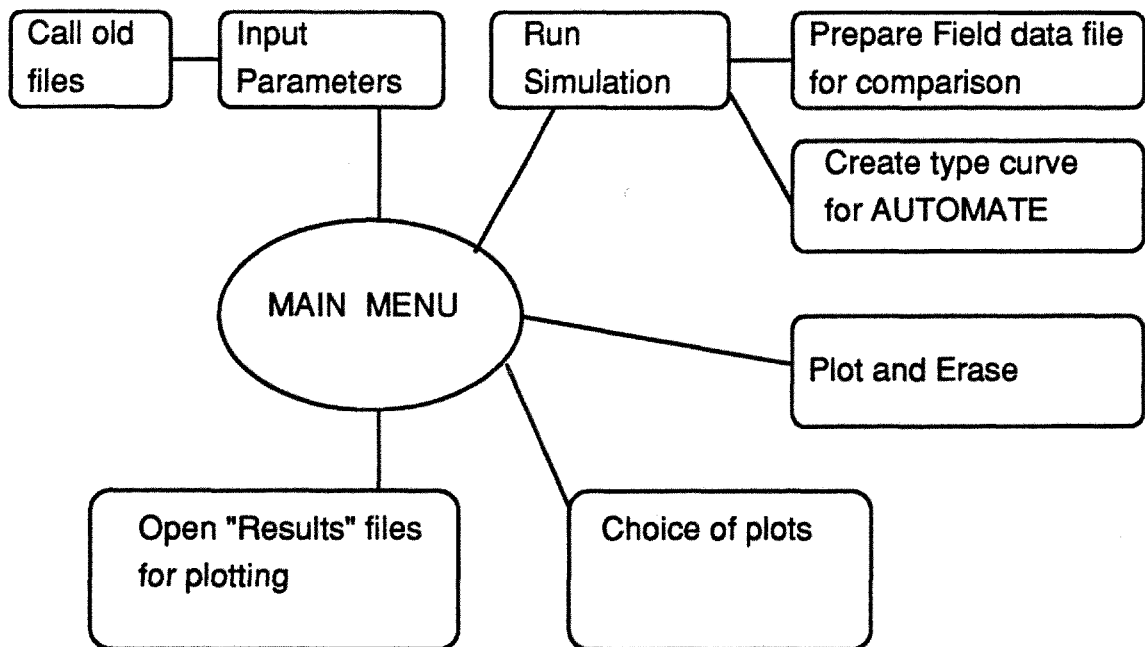 Call old
files
Input
Parameters
Run
Simulation
Prepare Field data file
for comparison
Create type curve
for AUTOMATE
MAIN MENU
Plot and Erase
Open "Results" files
for plotting
Choice of plots